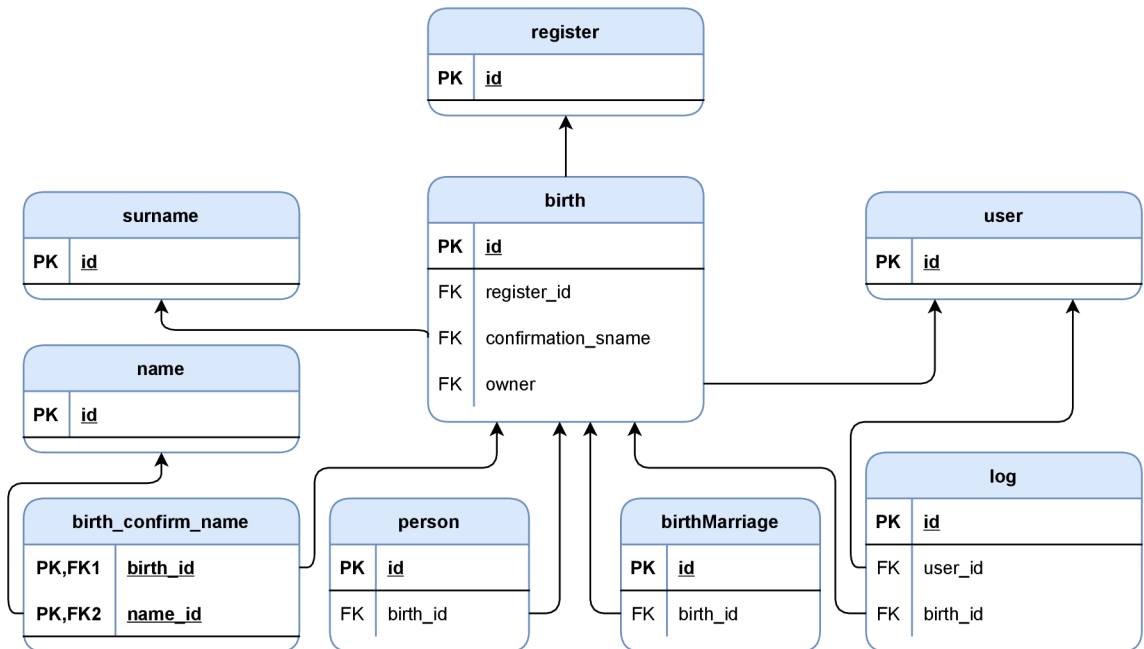 register
PK id
birth
PK id
FK register_id
FK confirmation_sname
FK owner
surname
PK id
user
PK id
name
PK id
birth_confirm_name
PK,FK1 birth_id
PK,FK2 name_id
person
PK id
FK birth_id
birthMarriage
PK id
FK birth_id
log
PK id
FK user_id
FK birth_id